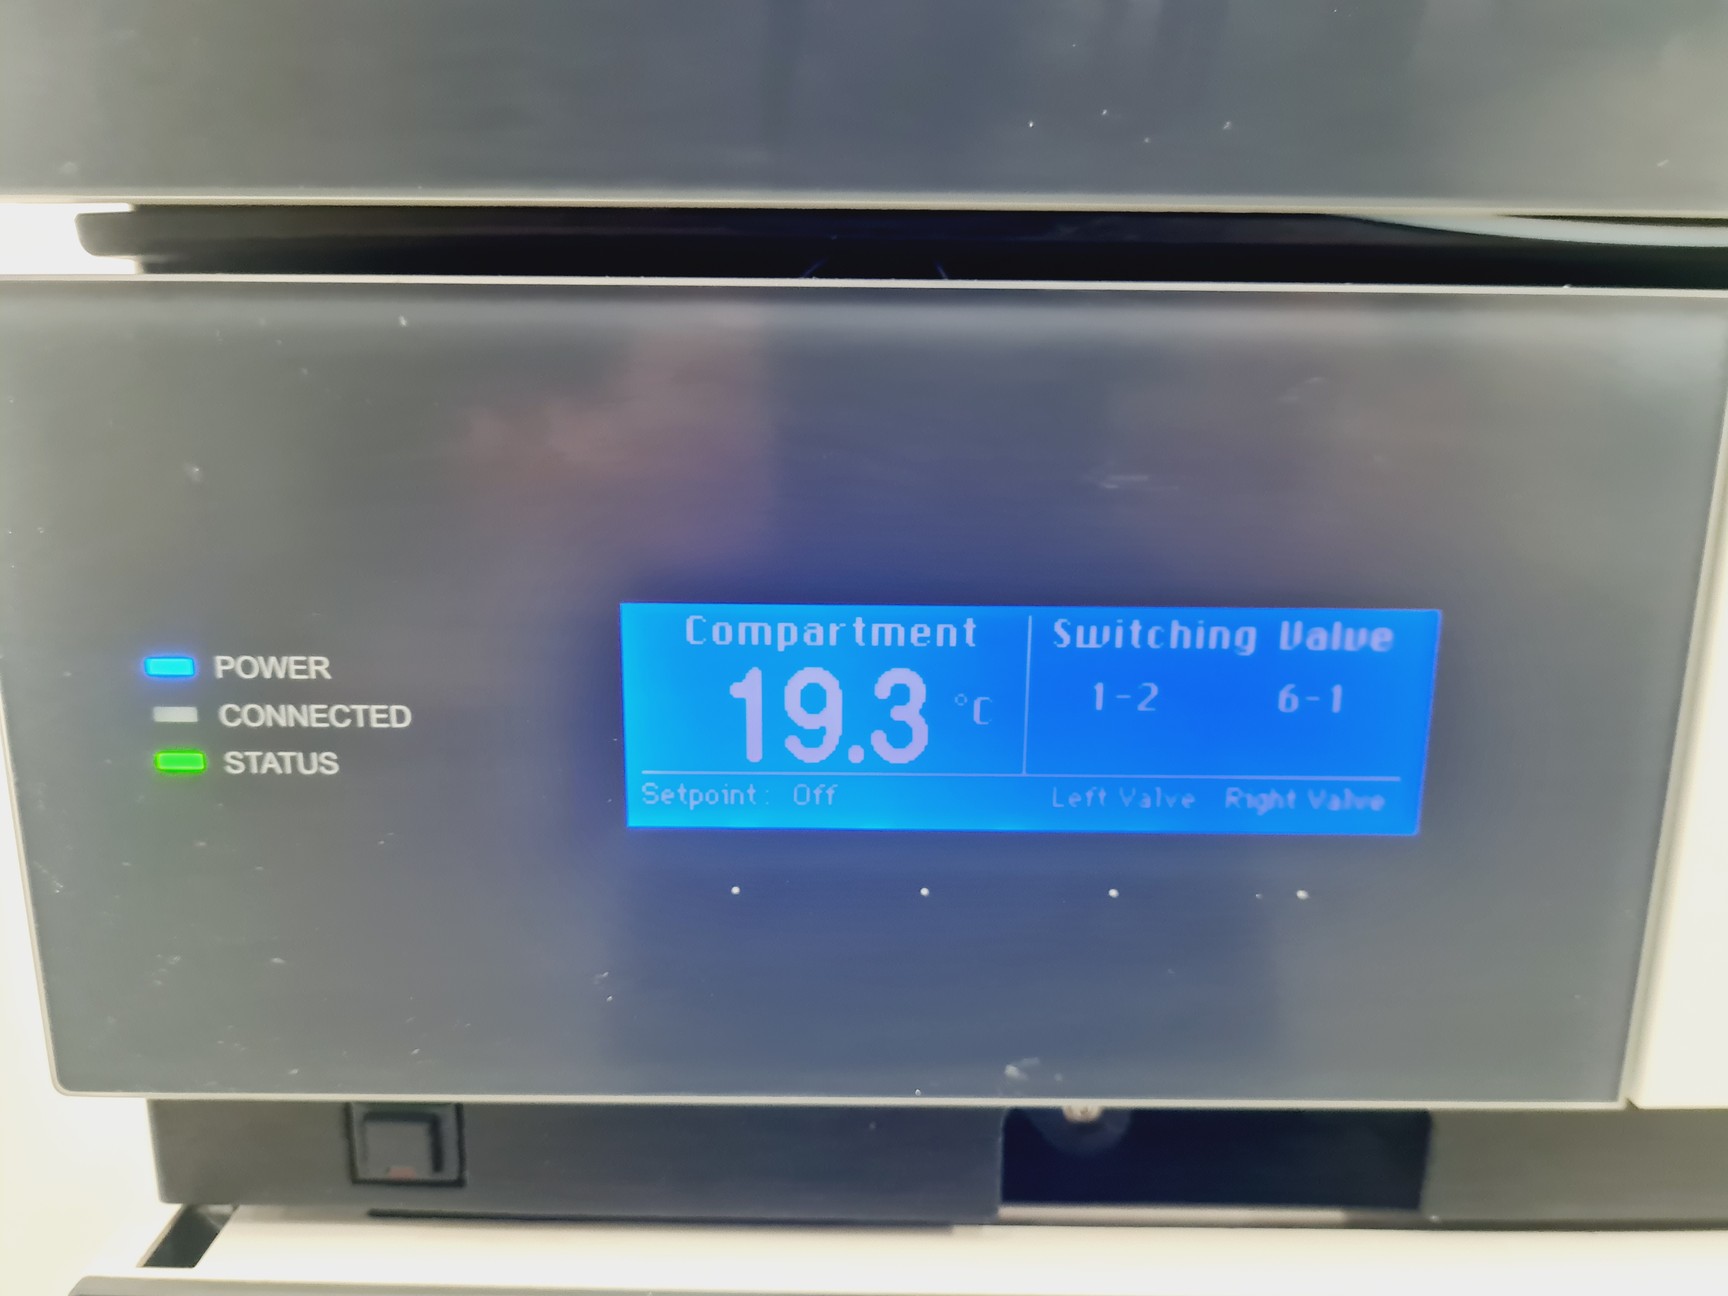 POWER
CONNECTED
STATUS
Compartment
19.3 °C
Setpoint: Off
Switching Valve
1-2 6-1
Left Valve Right Valve